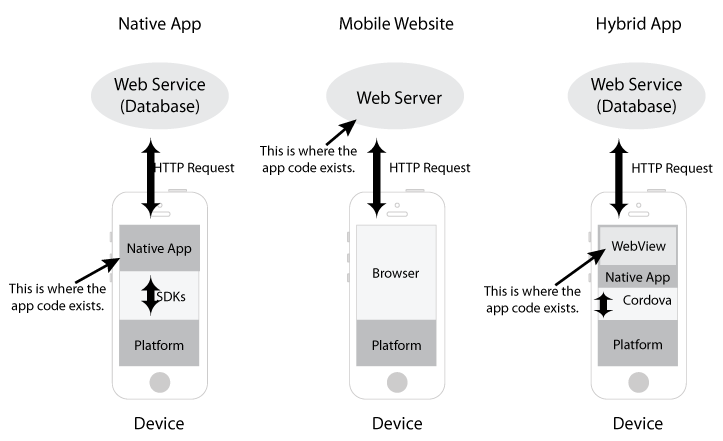 Native App
Mobile Website
Hybrid App
Web Service
(Database)
Web Server
Web Service
(Database)
This is where the
app code exists.
HTTP Request
HTTP Request
HTTP Request
Native App
This is where the
app code exists.
SDKs
Platform
Device
Browser
Platform
Device
WebView
Native App
This is where the
app code exists.
Cordova
Platform
Device